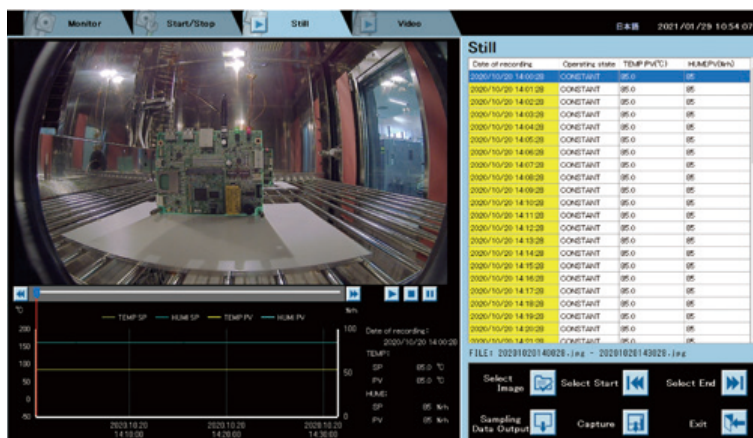 Monitor Start/Stop Still Video 日本語 2021/01/29 10:54:07
Still
Date of recording Operating state TEMP.PV(℃) HUMI.PV(%rh)
2020/10/20 14:00:28 CONSTANT 85.0 85
2020/10/20 14:01:28 CONSTANT 85.0 85
2020/10/20 14:02:28 CONSTANT 85.0 85
2020/10/20 14:03:28 CONSTANT 85.0 85
2020/10/20 14:04:28 CONSTANT 85.0 85
2020/10/20 14:05:28 CONSTANT 85.0 85
2020/10/20 14:06:28 CONSTANT 85.0 85
2020/10/20 14:07:28 CONSTANT 85.0 85
2020/10/20 14:08:28 CONSTANT 85.0 85
2020/10/20 14:09:28 CONSTANT 85.0 85
2020/10/20 14:10:28 CONSTANT 85.0 85
2020/10/20 14:11:28 CONSTANT 85.0 85
2020/10/20 14:12:28 CONSTANT 85.0 85
2020/10/20 14:13:28 CONSTANT 85.0 85
2020/10/20 14:14:28 CONSTANT 85.0 85
2020/10/20 14:15:28 CONSTANT 85.0 85
2020/10/20 14:16:28 CONSTANT 85.0 85
2020/10/20 14:17:28 CONSTANT 85.0 85
2020/10/20 14:18:28 CONSTANT 85.0 85
2020/10/20 14:19:28 CONSTANT 85.0 85
2020/10/20 14:20:28 CONSTANT 85.0 85
2020/10/20 14:21:28 CONSTANT 85.0 85
FILE: 20201020140028.jpg - 20201020143028.jpg
℃ %rh
TEMP SP HUMI SP TEMP PV HUMI PV
200
150
100
50
0
-50
100
50
0
2020.10.20 2020.10.20 2020.10.20
14:10:00 14:20:00 14:30:00
Date of recording:
2020/10/20 14:00:28
TEMP:
SP 85.0 ℃
PV 85.0 ℃
HUMI:
SP 85 %rh
PV 85 %rh
Select Image
Select Start
Select End
Sampling Data Output
Capture
Exit